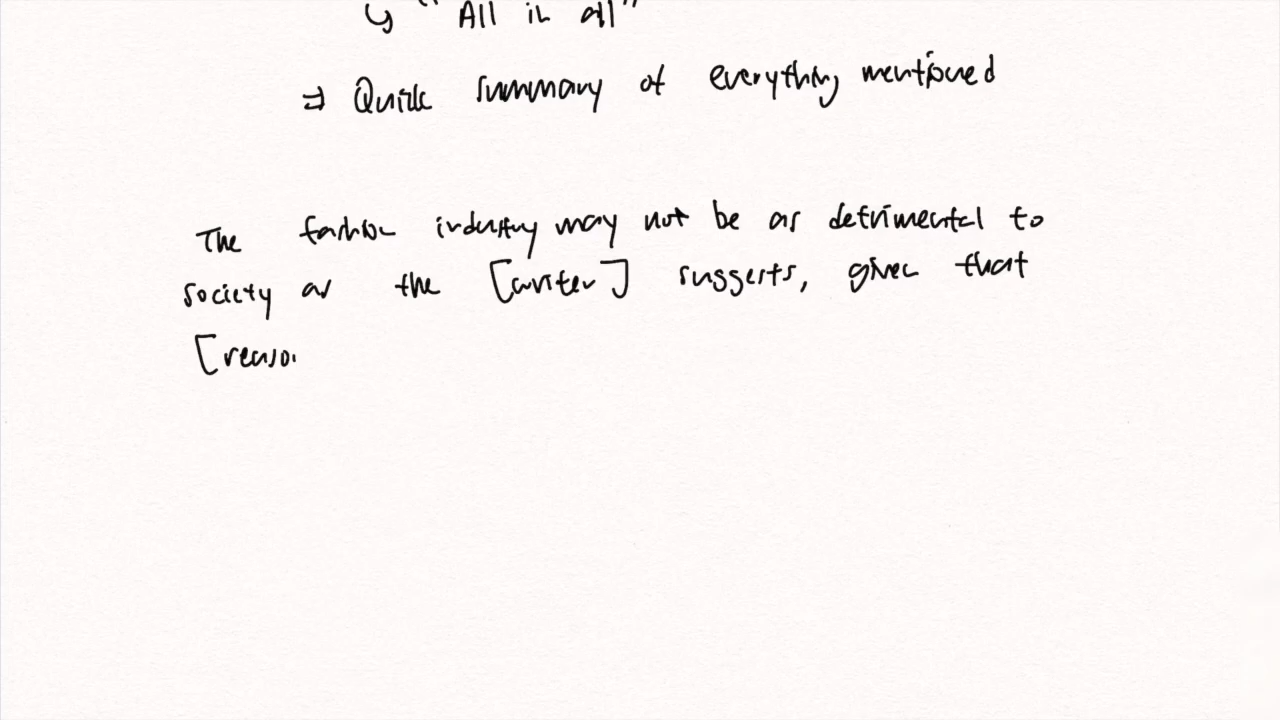 ↳ "All in all"
⇒ Quick summary of everything mentioned
The fashion industry may not be as detrimental to
society as the [writer] suggests, given that
[reason